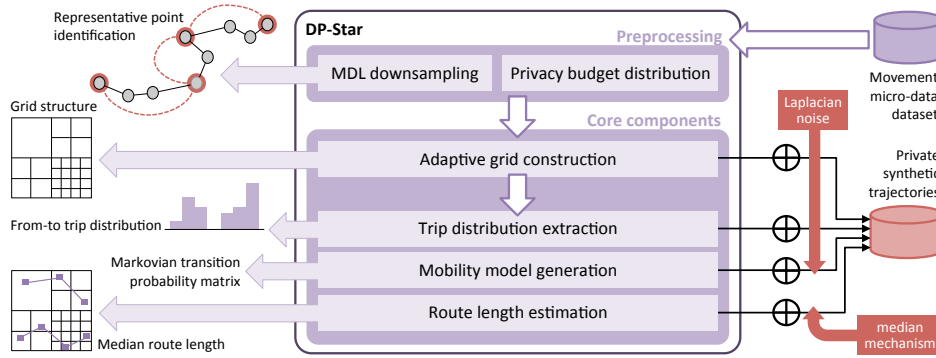 Representative point
identification
DP-Star
Preprocessing
MDL downsampling
Privacy budget distribution
Movement
micro-data
dataset
Laplacian
noise
Grid structure
Core components
Adaptive grid construction
Private
synthetic
trajectories
From-to trip distribution
Trip distribution extraction
Markovian transition
probability matrix
Mobility model generation
Route length estimation
Median route length
median
mechanism